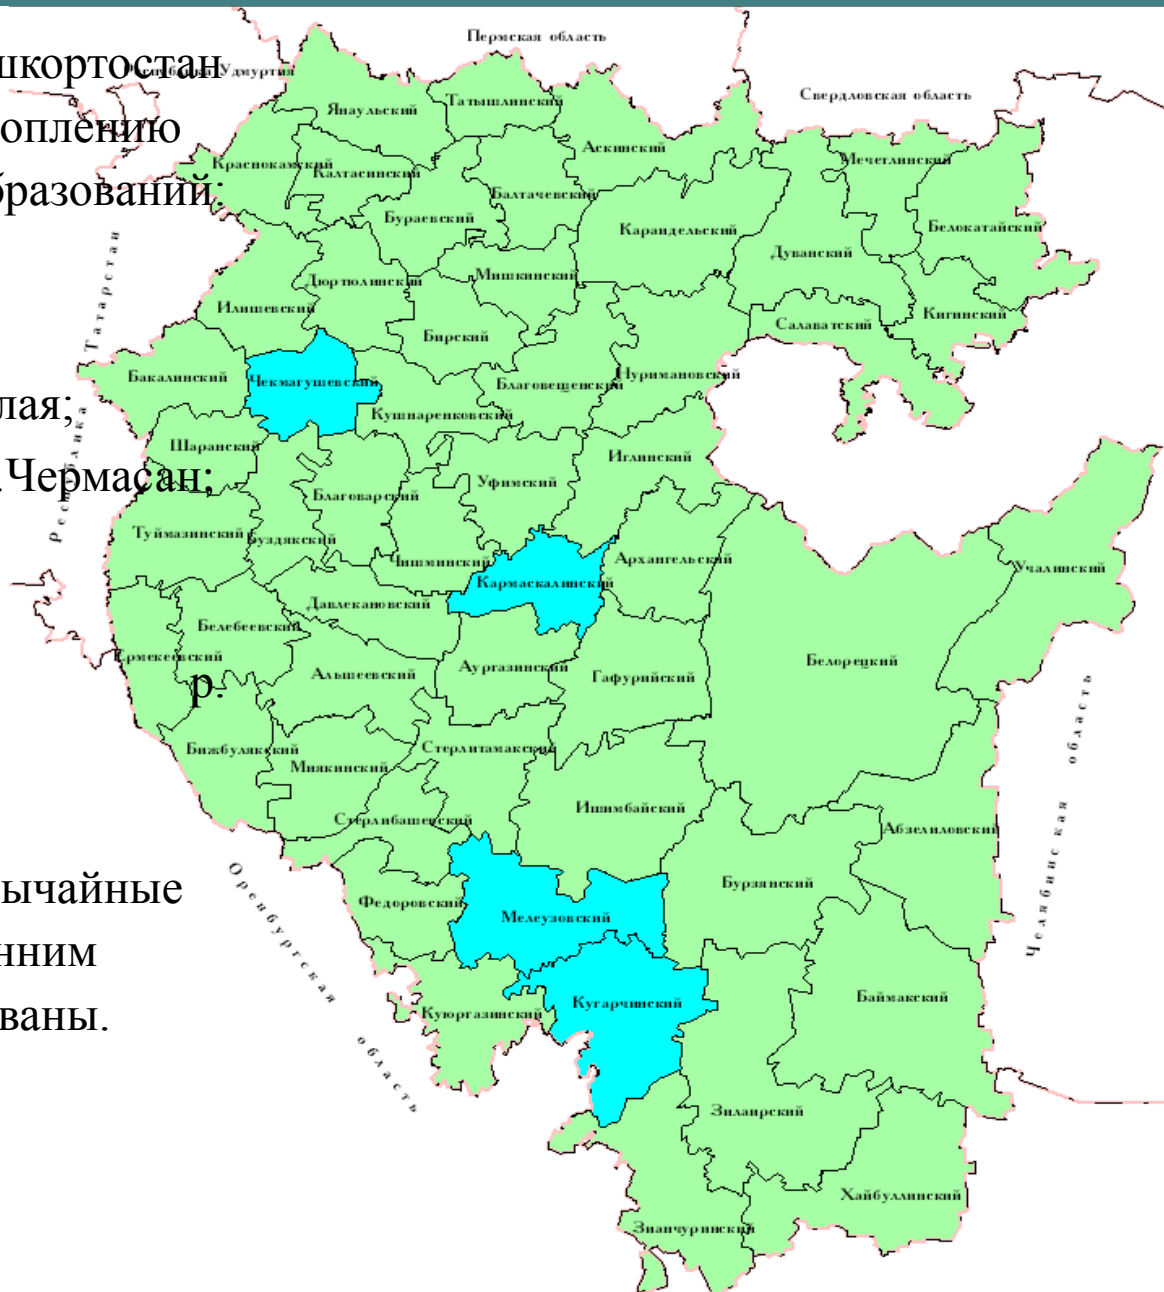 Пермская область
шкортостан
Республика Удмуртия
Свердловская область
Татышлинский
Янаульский
оплению
Аскинский
Мечетлинский
Краснокамский
Калтасинский
бразований:
Балтачевский
Бураевский
Караидельский
Белокатайский
Дуванский
Мишкинский
Дюртюлинский
Илишевский
Кигинский
Салаватский
Бирский
Республика Татарстан
Бакалинский
Чекмагушевский
Благовещенский
Нуримановский
лая;
Кушнаренковский
Шаранский
Иглинский
.Чермасан;
Уфимский
Благоварский
Туймазинский
Буздякский
Чишминский
Архангельский
Учалинский
Кармаскалинский
Давлекановский
Белебеевский
Ермекеевский
Белорецкий
Аургазинский
Альшеевский
Гафурийский
р.
Бижбулякский
Стерлитамакский
Миякинский
Ишимбайский
Стерлибашевский
Абзелиловский
Челябинская область
Оренбургская область
вычайные
Бурзянский
Федоровский
Мелеузовский
нним
Баймакский
Кугарчинский
Куюргазинский
ваны.
Зилаирский
Хайбуллинский
Зианчуринский